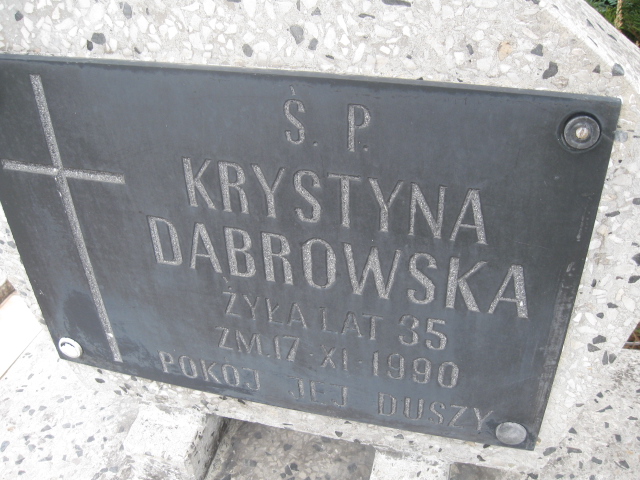 Ś. P.
KRYSTYNA
DĄBROWSKA
ŻYŁA LAT 35
ZM. 17-XI-1990
POKÓJ JEJ DUSZY